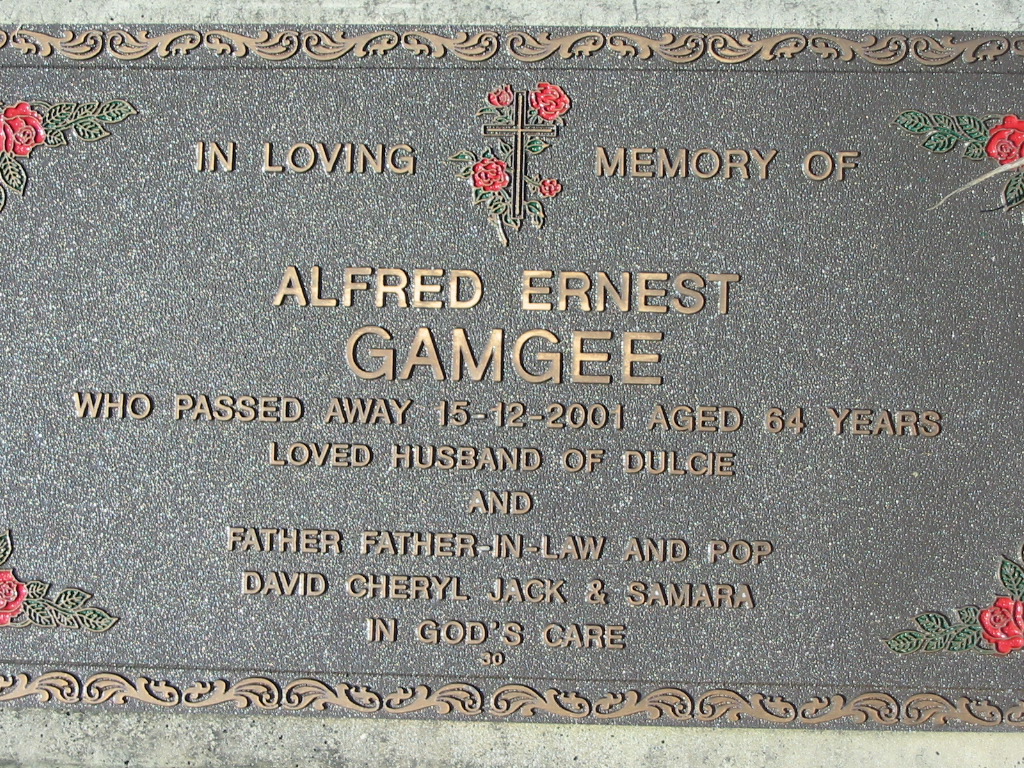 IN LOVING MEMORY OF
ALFRED ERNEST
GAMGEE
WHO PASSED AWAY 15-12-2001 AGED 64 YEARS
LOVED HUSBAND OF DULCIE
AND
FATHER FATHER-IN-LAW AND POP
DAVID CHERYL JACK & SAMARA
IN GOD'S CARE
30